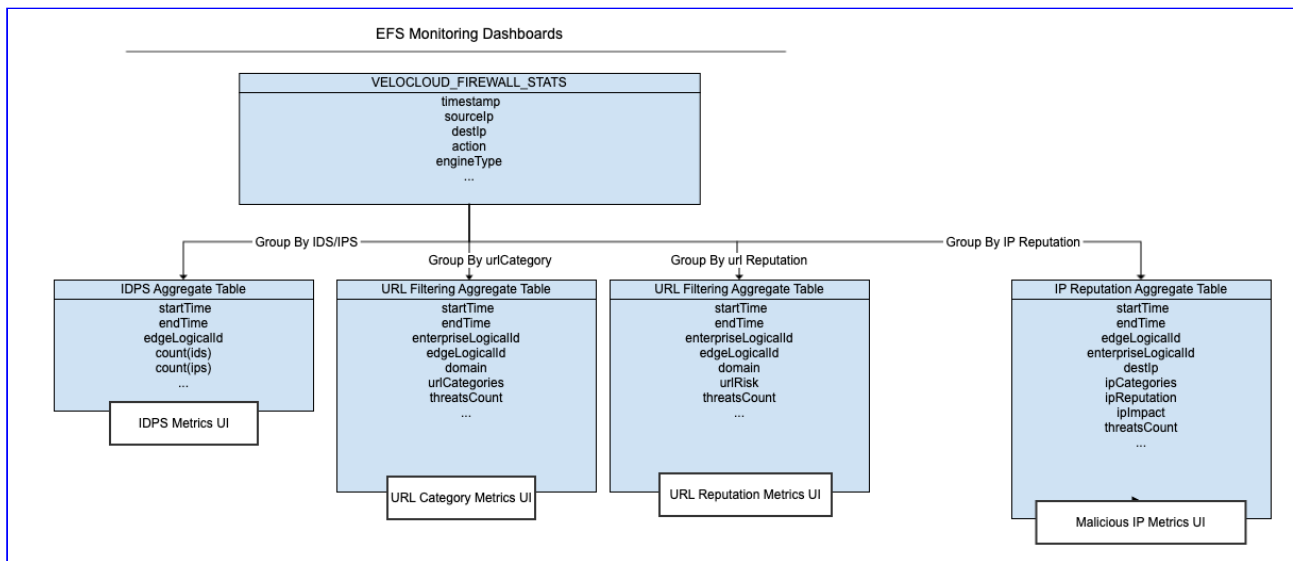 EFS Monitoring Dashboards
VELOCLOUD_FIREWALL_STATS
timestamp
sourceIp
destIp
action
engineType
...
Group By IDS/IPS
Group By urlCategory
Group By url Reputation
Group By IP Reputation
IDPS Aggregate Table
startTime
endTime
edgeLogicalId
count(ids)
count(ips)
...
IDPS Metrics UI
URL Filtering Aggregate Table
startTime
endTime
enterpriseLogicalId
edgeLogicalId
domain
urlCategories
threatsCount
...
URL Category Metrics UI
URL Filtering Aggregate Table
startTime
endTime
enterpriseLogicalId
edgeLogicalId
domain
urlRisk
threatsCount
...
URL Reputation Metrics UI
IP Reputation Aggregate Table
startTime
endTime
edgeLogicalId
enterpriseLogicalId
destIp
ipCategories
ipReputation
ipImpact
threatsCount
...
Malicious IP Metrics UI